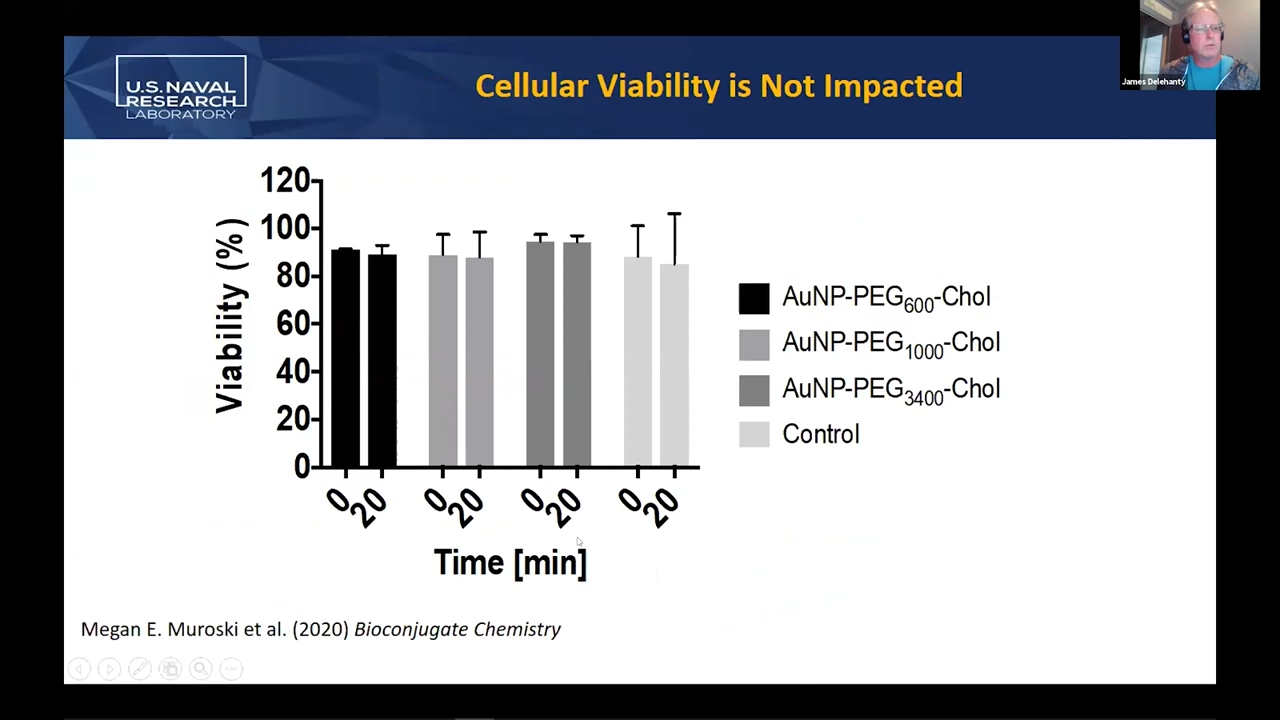 U.S. NAVAL
RESEARCH
LABORATORY
Cellular Viability is Not Impacted
James Delehanty
120
100
80
60
40
20
0
Viability (%)
0 20 0 20 0 20 0 20
Time [min]
AuNP-PEG600-Chol
AuNP-PEG1000-Chol
AuNP-PEG3400-Chol
Control
Megan E. Muroski et al. (2020) Bioconjugate Chemistry